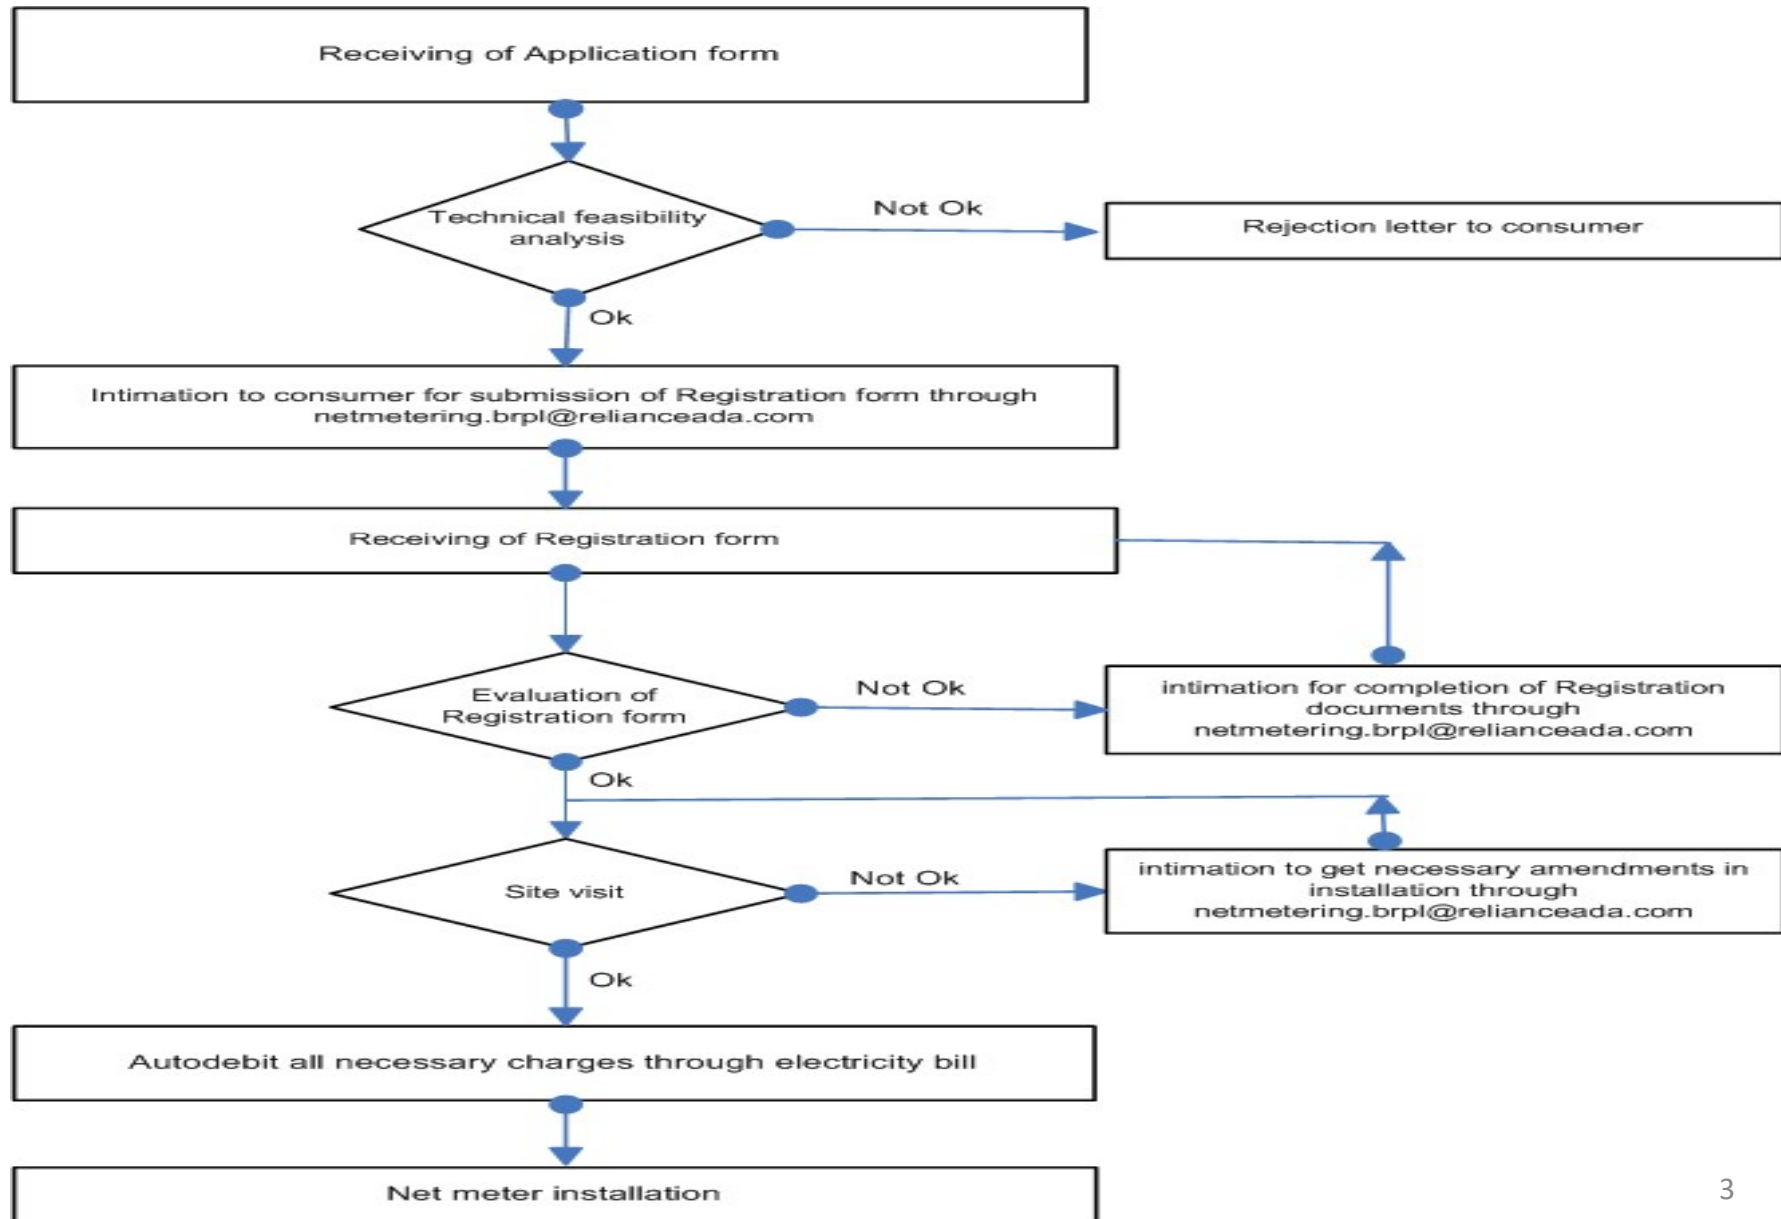 Receiving of Application form
Technical feasibility
analysis
Not Ok
Rejection letter to consumer
Ok
Intimation to consumer for submission of Registration form through
netmetering.brpl@relianceada.com
Receiving of Registration form
Evaluation of
Registration form
Not Ok
intimation for completion of Registration
documents through
netmetering.brpl@relianceada.com
Ok
Site visit
Not Ok
intimation to get necessary amendments in
installation through
netmetering.brpl@relianceada.com
Ok
Autodebit all necessary charges through electricity bill
Net meter installation
3